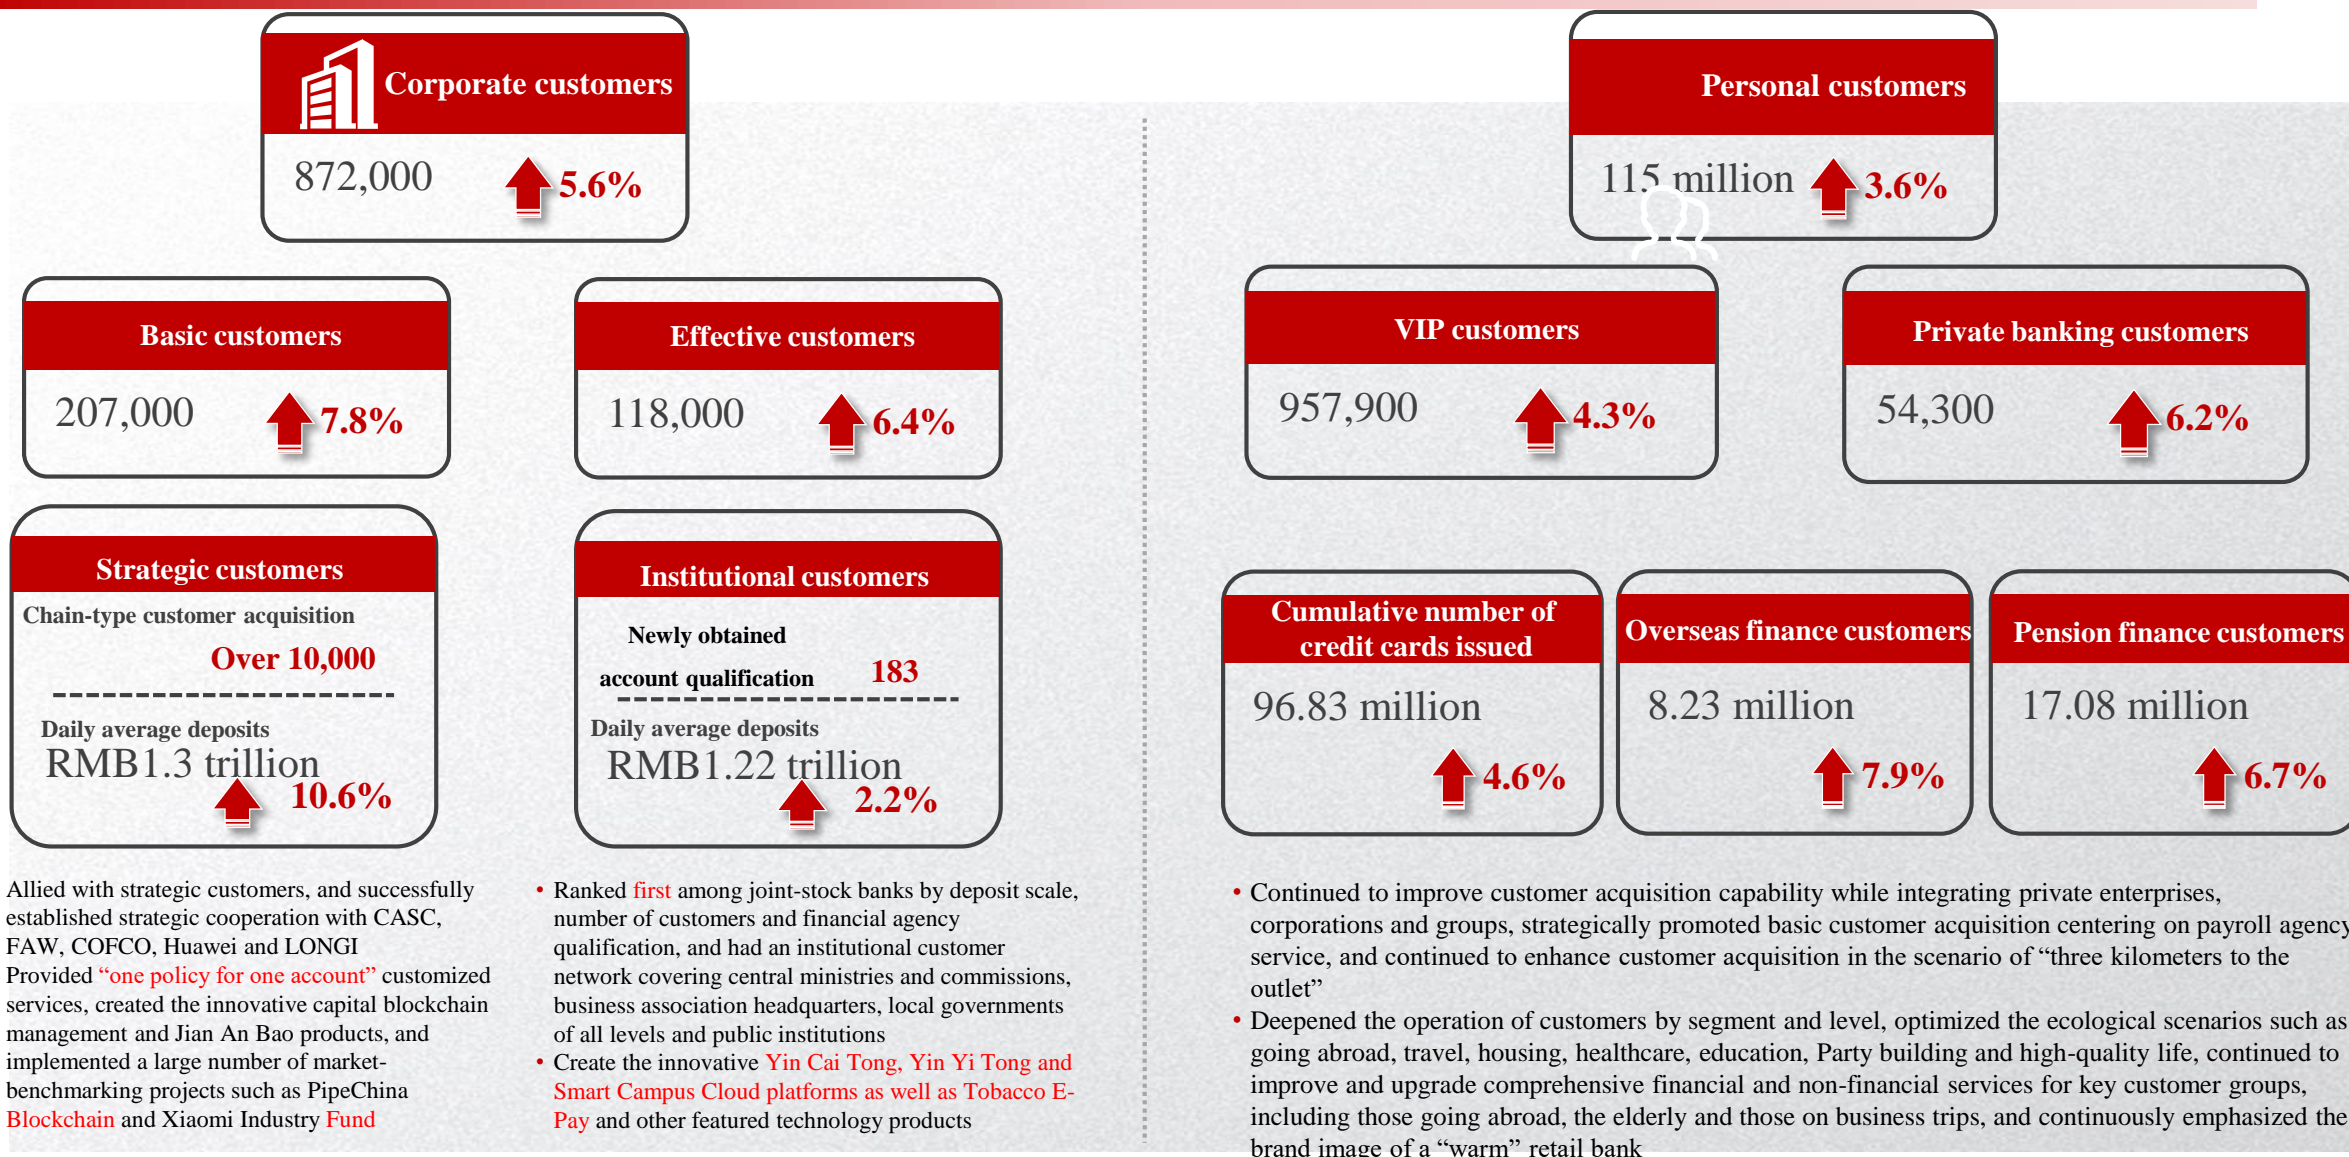 Corporate customers
872,000
5.6%
Basic customers
207,000
7.8%
Effective customers
118,000
6.4%
Strategic customers
Chain-type customer acquisition
Over 10,000
Daily average deposits
RMB1.3 trillion
10.6%
Institutional customers
Newly obtained
account qualification 183
Daily average deposits
RMB1.22 trillion
2.2%
Allied with strategic customers, and successfully
established strategic cooperation with CASC,
FAW, COFCO, Huawei and LONGI
Provided “one policy for one account” customized
services, created the innovative capital blockchain
management and Jian An Bao products, and
implemented a large number of market-
benchmarking projects such as PipeChina
Blockchain and Xiaomi Industry Fund
• Ranked first among joint-stock banks by deposit scale,
number of customers and financial agency
qualification, and had an institutional customer
network covering central ministries and commissions,
business association headquarters, local governments
of all levels and public institutions
• Create the innovative Yin Cai Tong, Yin Yi Tong and
Smart Campus Cloud platforms as well as Tobacco E-
Pay and other featured technology products
Personal customers
115 million
3.6%
VIP customers
957,900
4.3%
Private banking customers
54,300
6.2%
Cumulative number of
credit cards issued
96.83 million
4.6%
Overseas finance customers
8.23 million
7.9%
Pension finance customers
17.08 million
6.7%
• Continued to improve customer acquisition capability while integrating private enterprises,
corporations and groups, strategically promoted basic customer acquisition centering on payroll agency
service, and continued to enhance customer acquisition in the scenario of “three kilometers to the
outlet”
• Deepened the operation of customers by segment and level, optimized the ecological scenarios such as
going abroad, travel, housing, healthcare, education, Party building and high-quality life, continued to
improve and upgrade comprehensive financial and non-financial services for key customer groups,
including those going abroad, the elderly and those on business trips, and continuously emphasized the
brand image of a “warm” retail bank